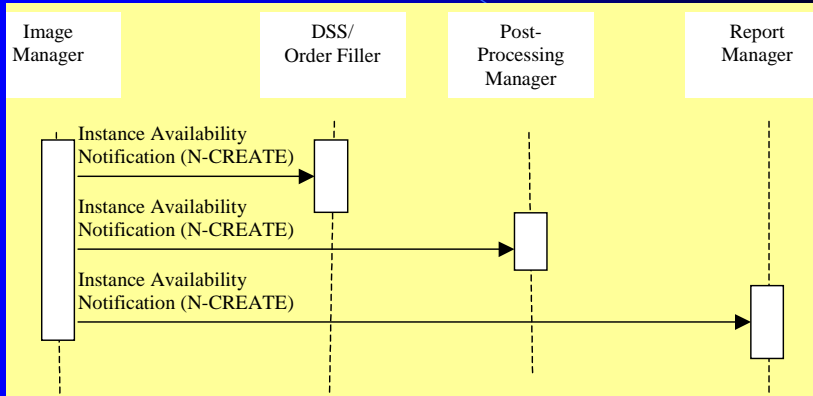 Image
Manager
DSS/
Order Filler
Post-
Processing
Manager
Report
Manager
Instance Availability
Notification (N-CREATE)
Instance Availability
Notification (N-CREATE)
Instance Availability
Notification (N-CREATE)